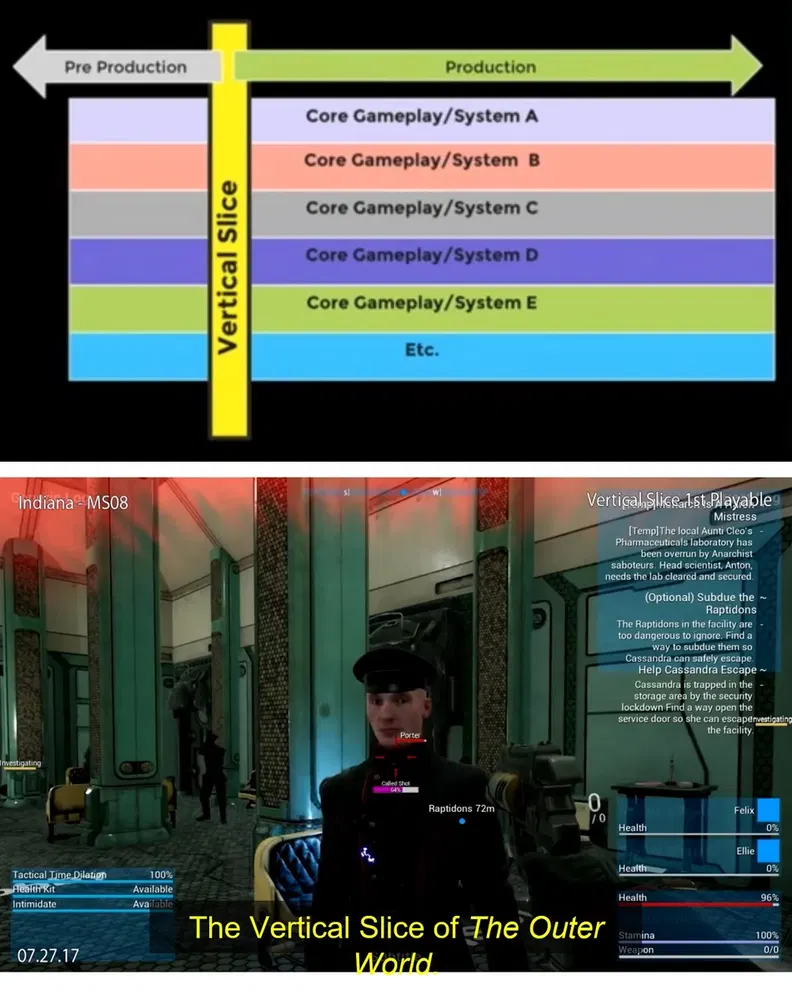 Pre Production
Production
Vertical Slice
Core Gameplay/System A
Core Gameplay/System B
Core Gameplay/System C
Core Gameplay/System D
Core Gameplay/System E
Etc.
Indiana - MS08
S|
W|
Vertical Slice 1st Playable
Mistress
[Temp]The local Aunti Cleo's -
Pharmaceuticals laboratory has
been overrun by Anarchist
saboteurs. Head scientist, Anton,
needs the lab cleared and secured.
(Optional) Subdue the ~
Raptidons
The Raptidons in the facility are -
too dangerous to ignore. Find a
way to subdue them so
Cassandra can safely escape.
Help Cassandra Escape ~
Cassandra is trapped in the -
storage area by the security
lockdown Find a way open the
service door so she can escape
the facility.
Investigating
Investigating
Porter
Called Shot
64%
Raptidons 72m
0
/0
Felix
Health 0%
Ellie
Health 0%
Health 96%
Stamina 100%
Weapon 0/0
Tactical Time Dilation 100%
Health Kit Available
Intimidate Available
07.27.17
The Vertical Slice of The Outer
World.